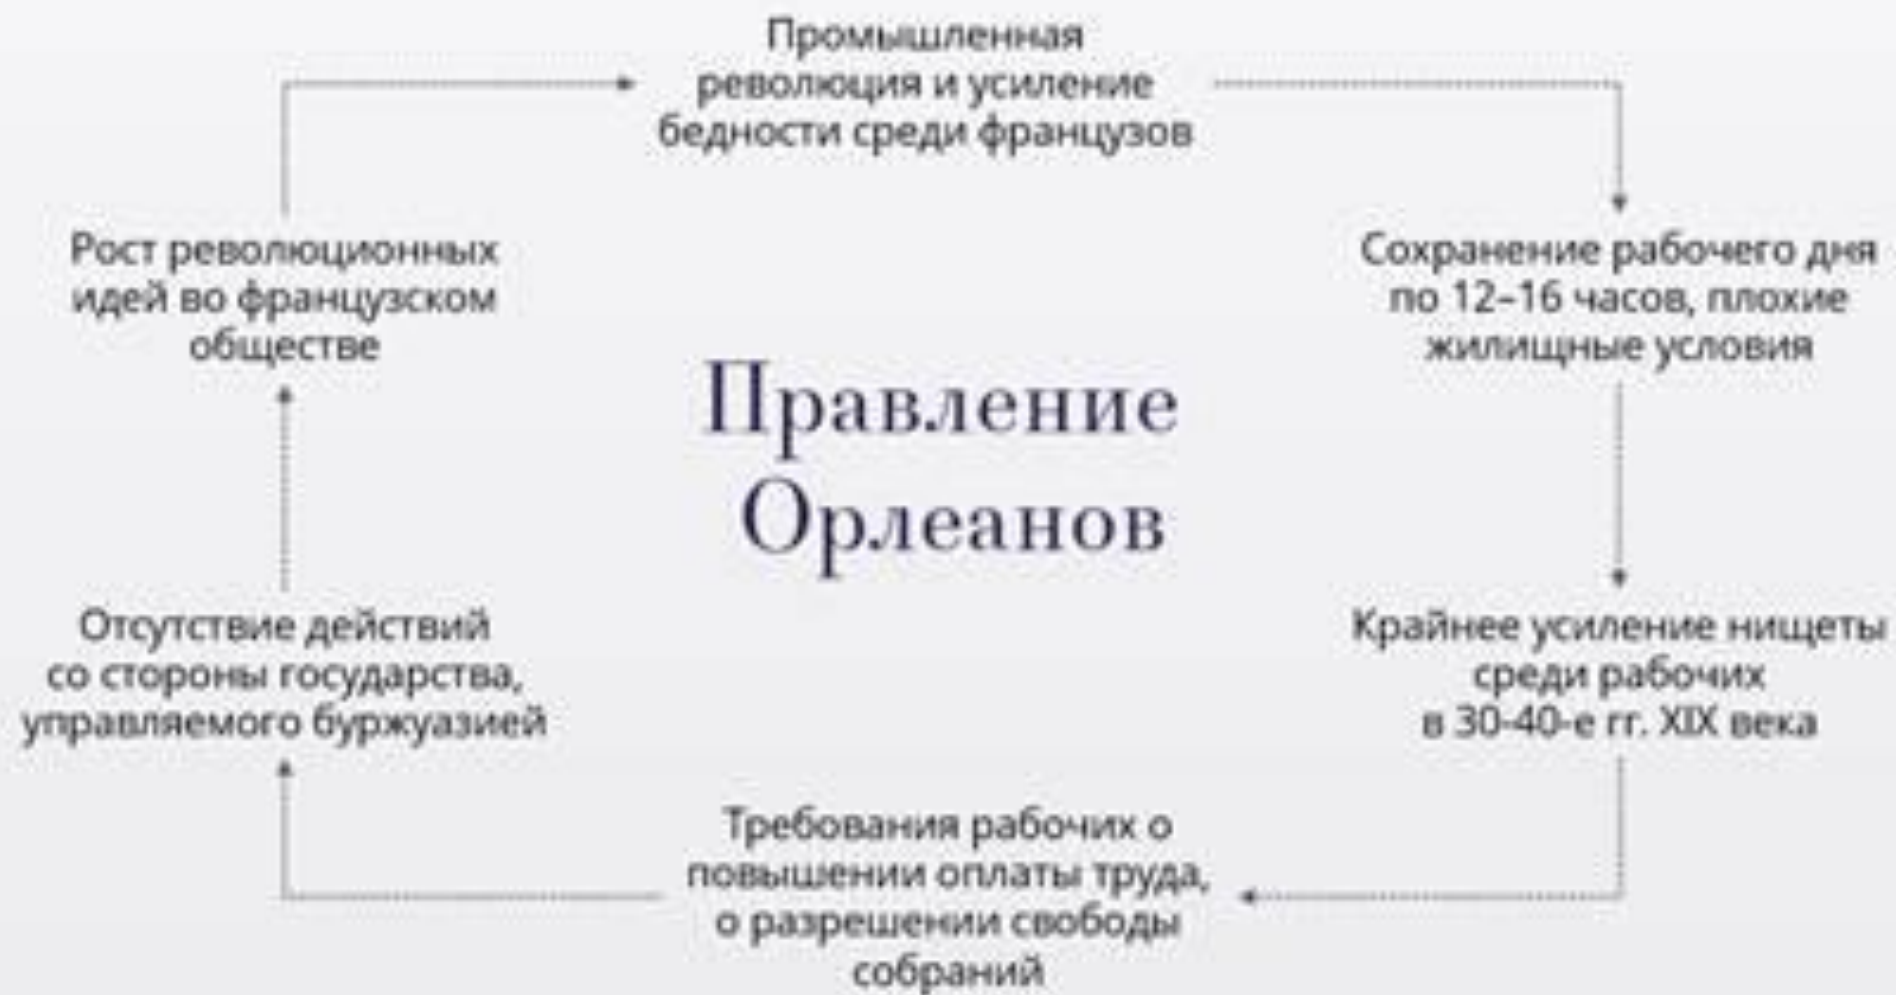 Промышленная
революция и усиление
бедности среди французов
Сохранение рабочего дня
по 12–16 часов, плохие
жилищные условия
Крайнее усиление нищеты
среди рабочих
в 30-40-е гг. XIX века
Требования рабочих о
повышении оплаты труда,
о разрешении свободы
собраний
Отсутствие действий
со стороны государства,
управляемого буржуазией
Рост революционных
идей во французском
обществе
Правление
Орлеанов